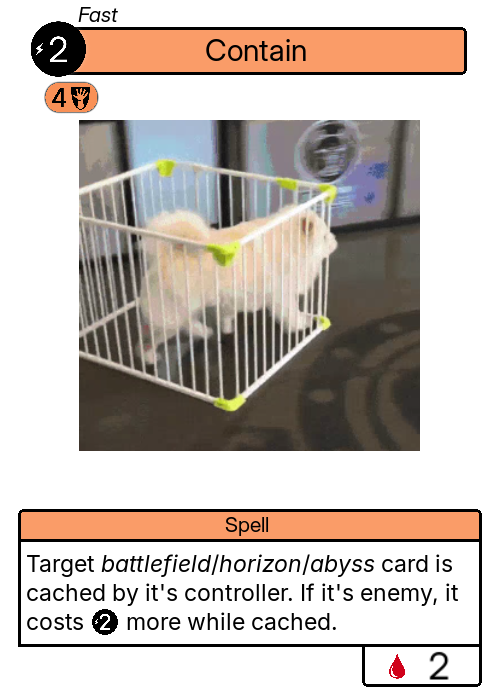 Fast
2
Contain
4
Spell
Target battlefield/horizon/abyss card is
cached by it's controller. If it's enemy, it
costs 2 more while cached.
2